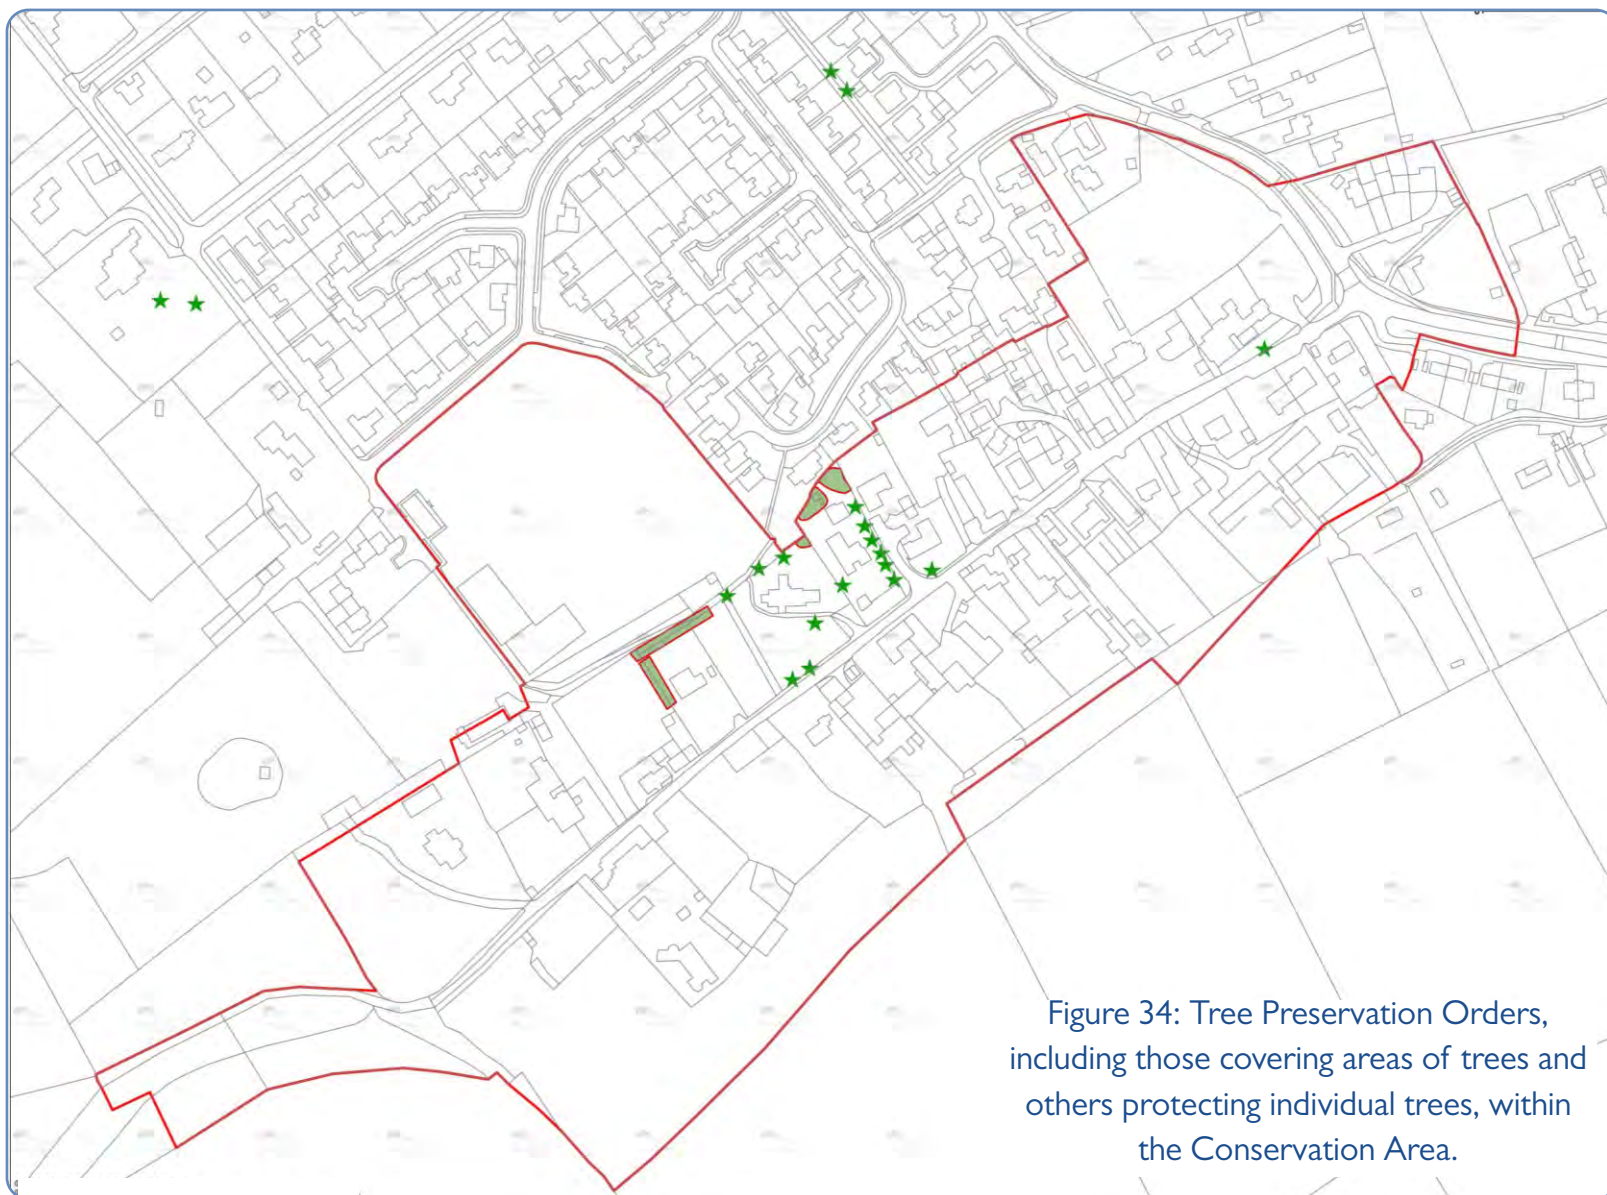 Figure 34: Tree Preservation Orders,
including those covering areas of trees and
others protecting individual trees, within
the Conservation Area.